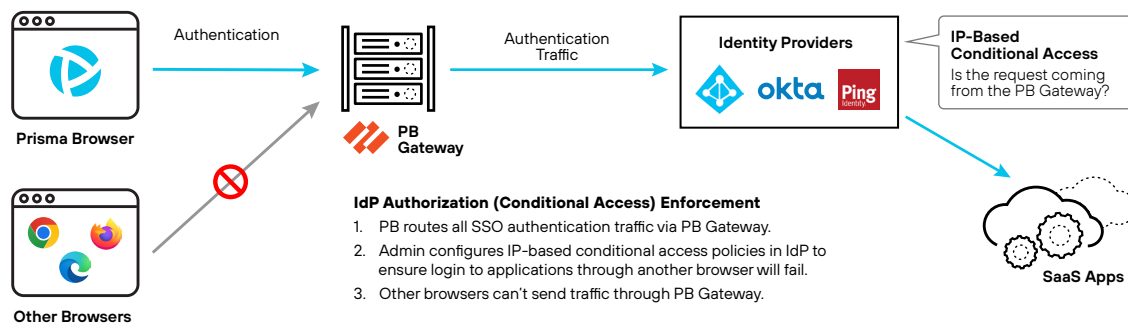 Authentication
Prisma Browser
PB
Gateway
Authentication
Traffic
Identity Providers
okta
Ping
Identity
IP-Based
Conditional Access
Is the request coming
from the PB Gateway?
Other Browsers
IdP Authorization (Conditional Access) Enforcement
1. PB routes all SSO authentication traffic via PB Gateway.
2. Admin configures IP-based conditional access policies in IdP to
ensure login to applications through another browser will fail.
3. Other browsers can't send traffic through PB Gateway.
SaaS Apps